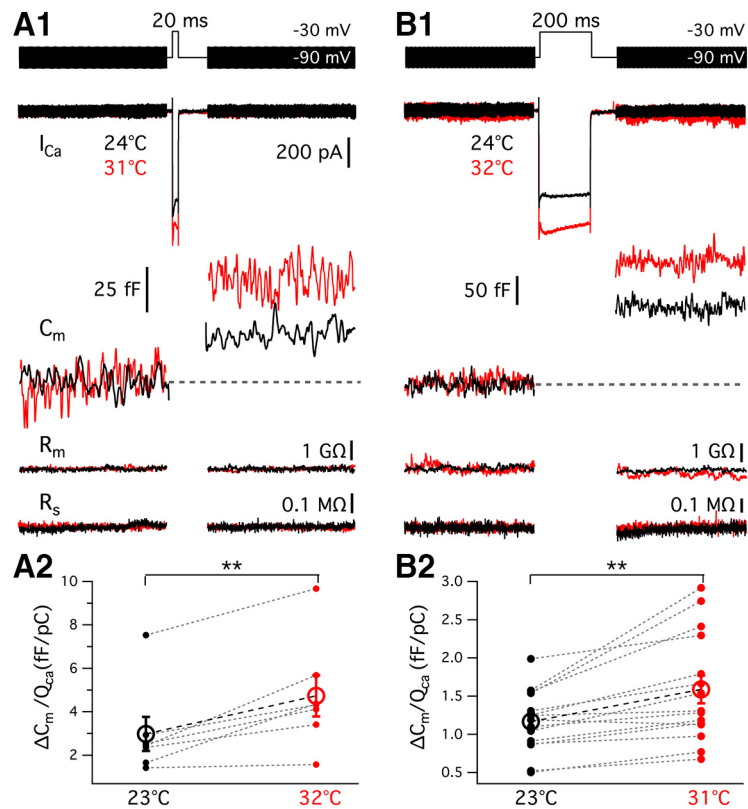 A1
20 ms
-30 mV
-90 mV
I_Ca
24°C
31°C
200 pA
25 fF
C_m
R_m
1 GΩ
R_s
0.1 MΩ
B1
200 ms
-30 mV
-90 mV
24°C
32°C
200 pA
50 fF
1 GΩ
0.1 MΩ
A2
**
ΔC_m/Q_ca(fF/pC)
10
8
6
4
2
23°C
32°C
B2
**
ΔC_m/Q_ca(fF/pC)
3.0
2.5
2.0
1.5
1.0
0.5
23°C
31°C